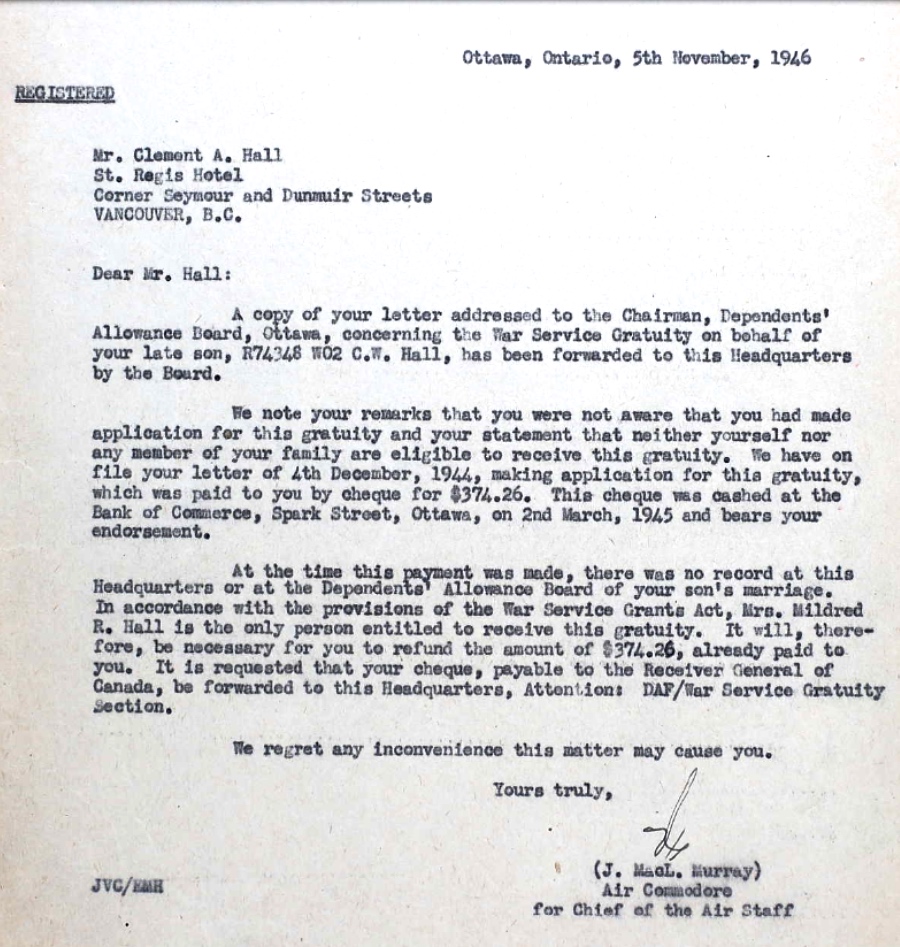 Ottawa, Ontario, 5th November, 1946
REGISTERED
Mr. Clement A. Hall
St. Regis Hotel
Corner Seymour and Dunmuir Streets
VANCOUVER, B.C.
Dear Mr. Hall:
A copy of your letter addressed to the Chairman, Dependents'
Allowance Board, Ottawa, concerning the War Service Gratuity on behalf of
your late son, R74348 WO2 C.W. Hall, has been forwarded to this Headquarters
by the Board.
We note your remarks that you were not aware that you had made
application for this gratuity and your statement that neither yourself nor
any member of your family are eligible to receive this gratuity. We have on
file your letter of 4th December, 1944, making application for this gratuity,
which was paid to you by cheque for $374.26. This cheque was cashed at the
Bank of Commerce, Spark Street, Ottawa, on 2nd March, 1945 and bears your
endorsement.
At the time this payment was made, there was no record at this
Headquarters or at the Dependents' Allowance Board of your son's marriage.
In accordance with the provisions of the War Service Grants Act, Mrs. Mildred
R. Hall is the only person entitled to receive this gratuity. It will, there-
fore, be necessary for you to refund the amount of $374.26, already paid to
you. It is requested that your cheque, payable to the Receiver General of
Canada, be forwarded to this Headquarters, Attention: DAF/War Service Gratuity
Section.
We regret any inconvenience this matter may cause you.
Yours truly,
(J. MacL. Murray)
Air Commodore
for Chief of the Air Staff
JVC/EMH